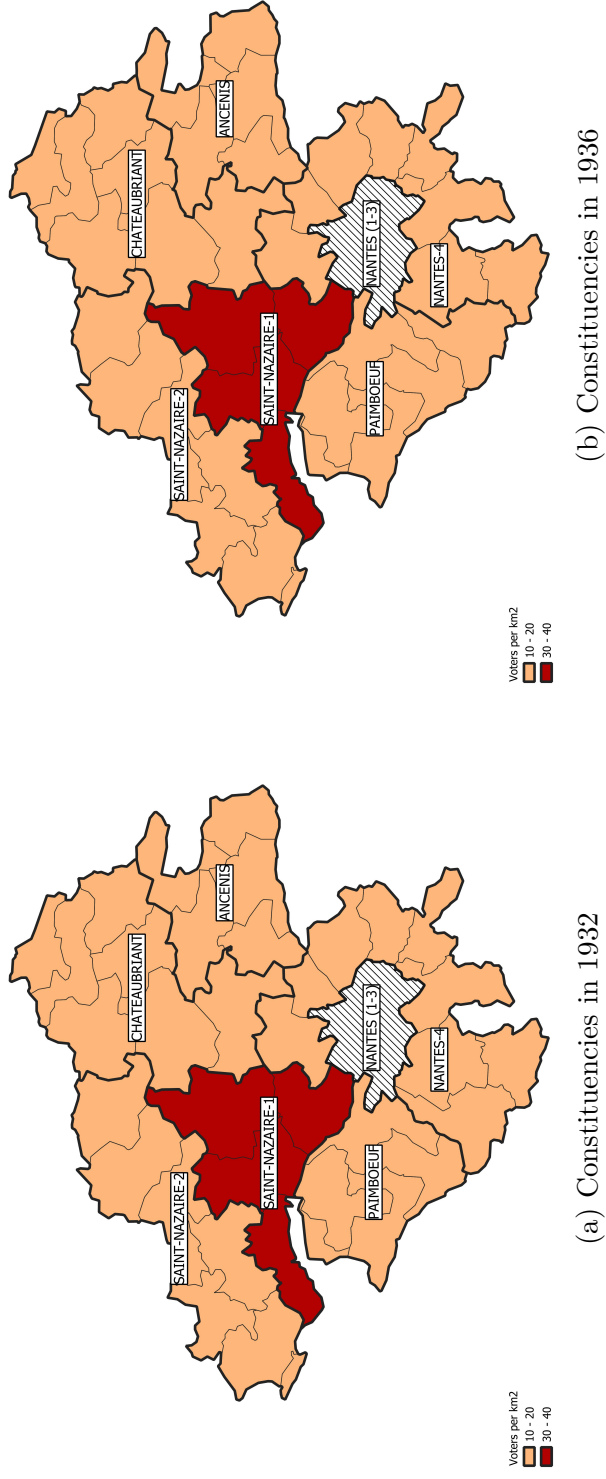 CHATEAUBRIANT
SAINT-NAZAIRE-2
ANCENIS
SAINT-NAZAIRE-1
NANTES (1-3)
PAIMBOEUF
NANTES-4
Voters per km2
10 - 20
30 - 40
(a) Constituencies in 1932
CHATEAUBRIANT
SAINT-NAZAIRE-2
ANCENIS
SAINT-NAZAIRE-1
NANTES (1-3)
PAIMBOEUF
NANTES-4
Voters per km2
10 - 20
30 - 40
(b) Constituencies in 1936